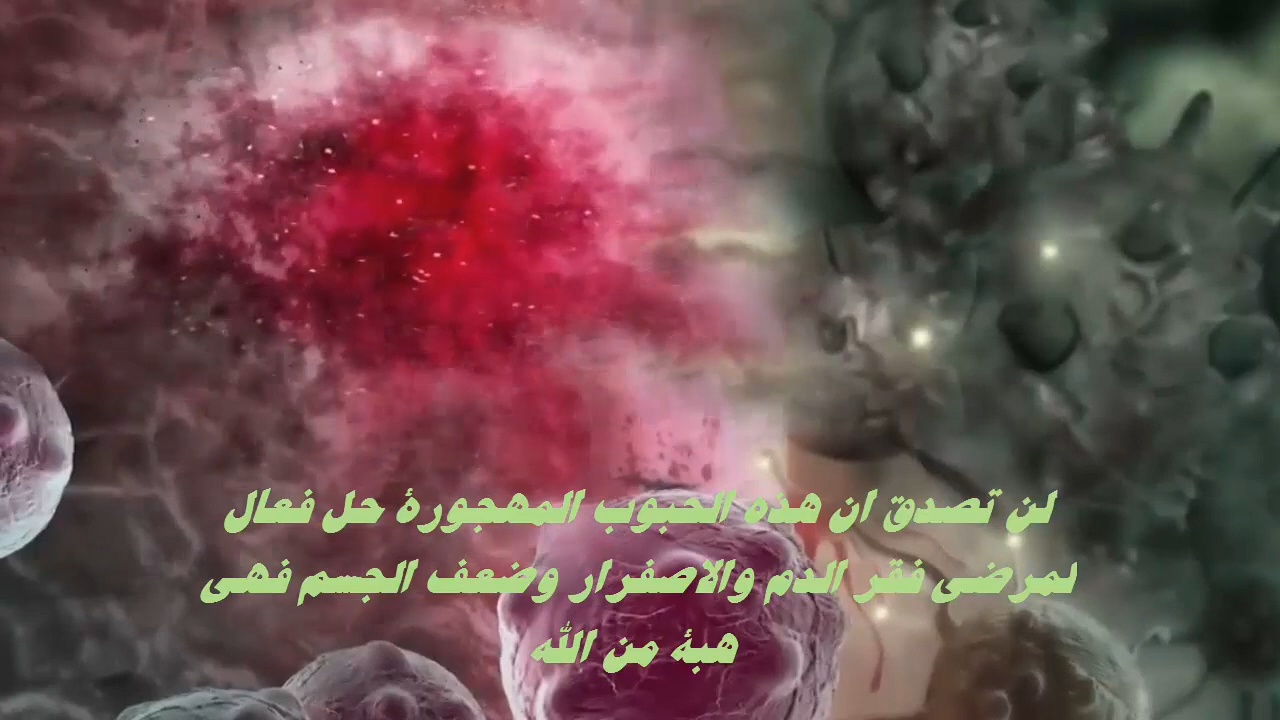 لن تصدق ان هذه الحبوب المهجورة حل فعال
لمرضى فقر الدم والاصفرار وضعف الجسم فهى
هبة من الله